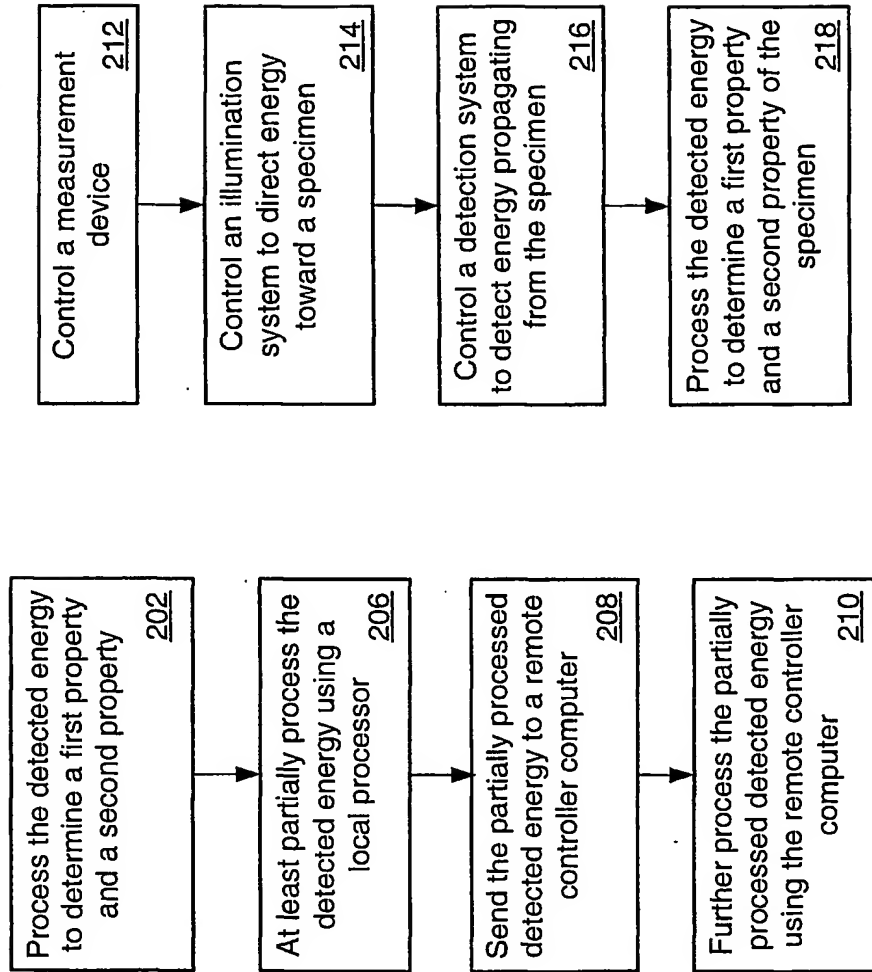 Process the detected energy
to determine a first property
and a second property
202
At least partially process the
detected energy using a
local processor
206
Send the partially processed
detected energy to a remote
controller computer
208
Further process the partially
processed detected energy
using the remote controller
computer
210
Control a measurement
device
212
Control an illumination
system to direct energy
toward a specimen
214
Control a detection system
to detect energy propagating
from the specimen
216
Process the detected energy
to determine a first property
and a second property of the
specimen
218